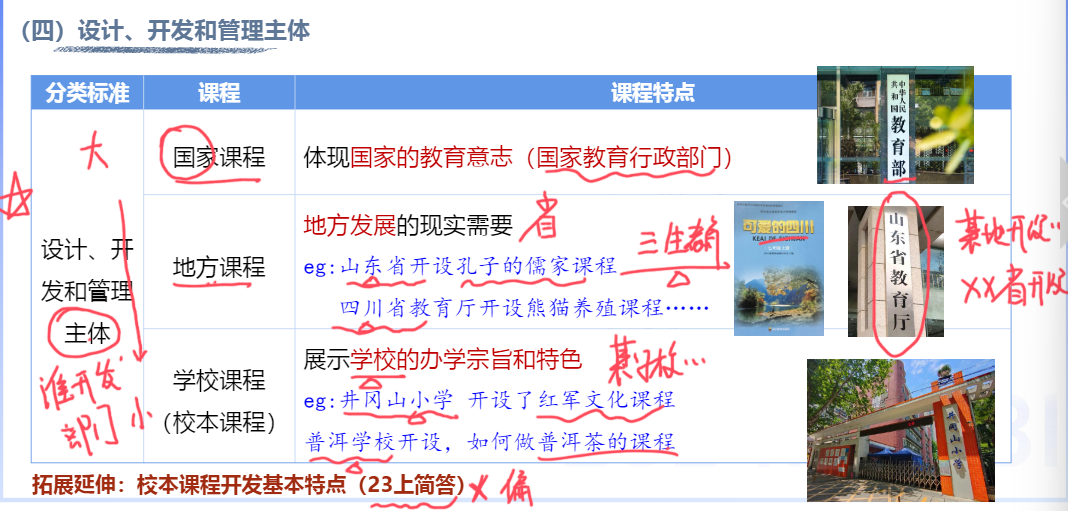 （四）设计、开发和管理主体
分类标准 课程 课程特点
大
国家课程
体现国家的教育意志（国家教育行政部门）
中华人民
共和国
教育部
设计、开
发和管理
主体
谁开发
部门
小
地方课程
地方发展的现实需要
省
eg:山东省开设孔子的儒家课程
四川省教育厅开设熊猫养殖课程……
可爱的四川
KEAI DE SICHUAN
山东省教育厅
某地开设…
XX省开设
学校课程
（校本课程）
展示学校的办学宗旨和特色
eg:井冈山小学 开设了红军文化课程
普洱学校开设，如何做普洱茶的课程
井冈山小学
拓展延伸：校本课程开发基本特点（23上简答）
偏